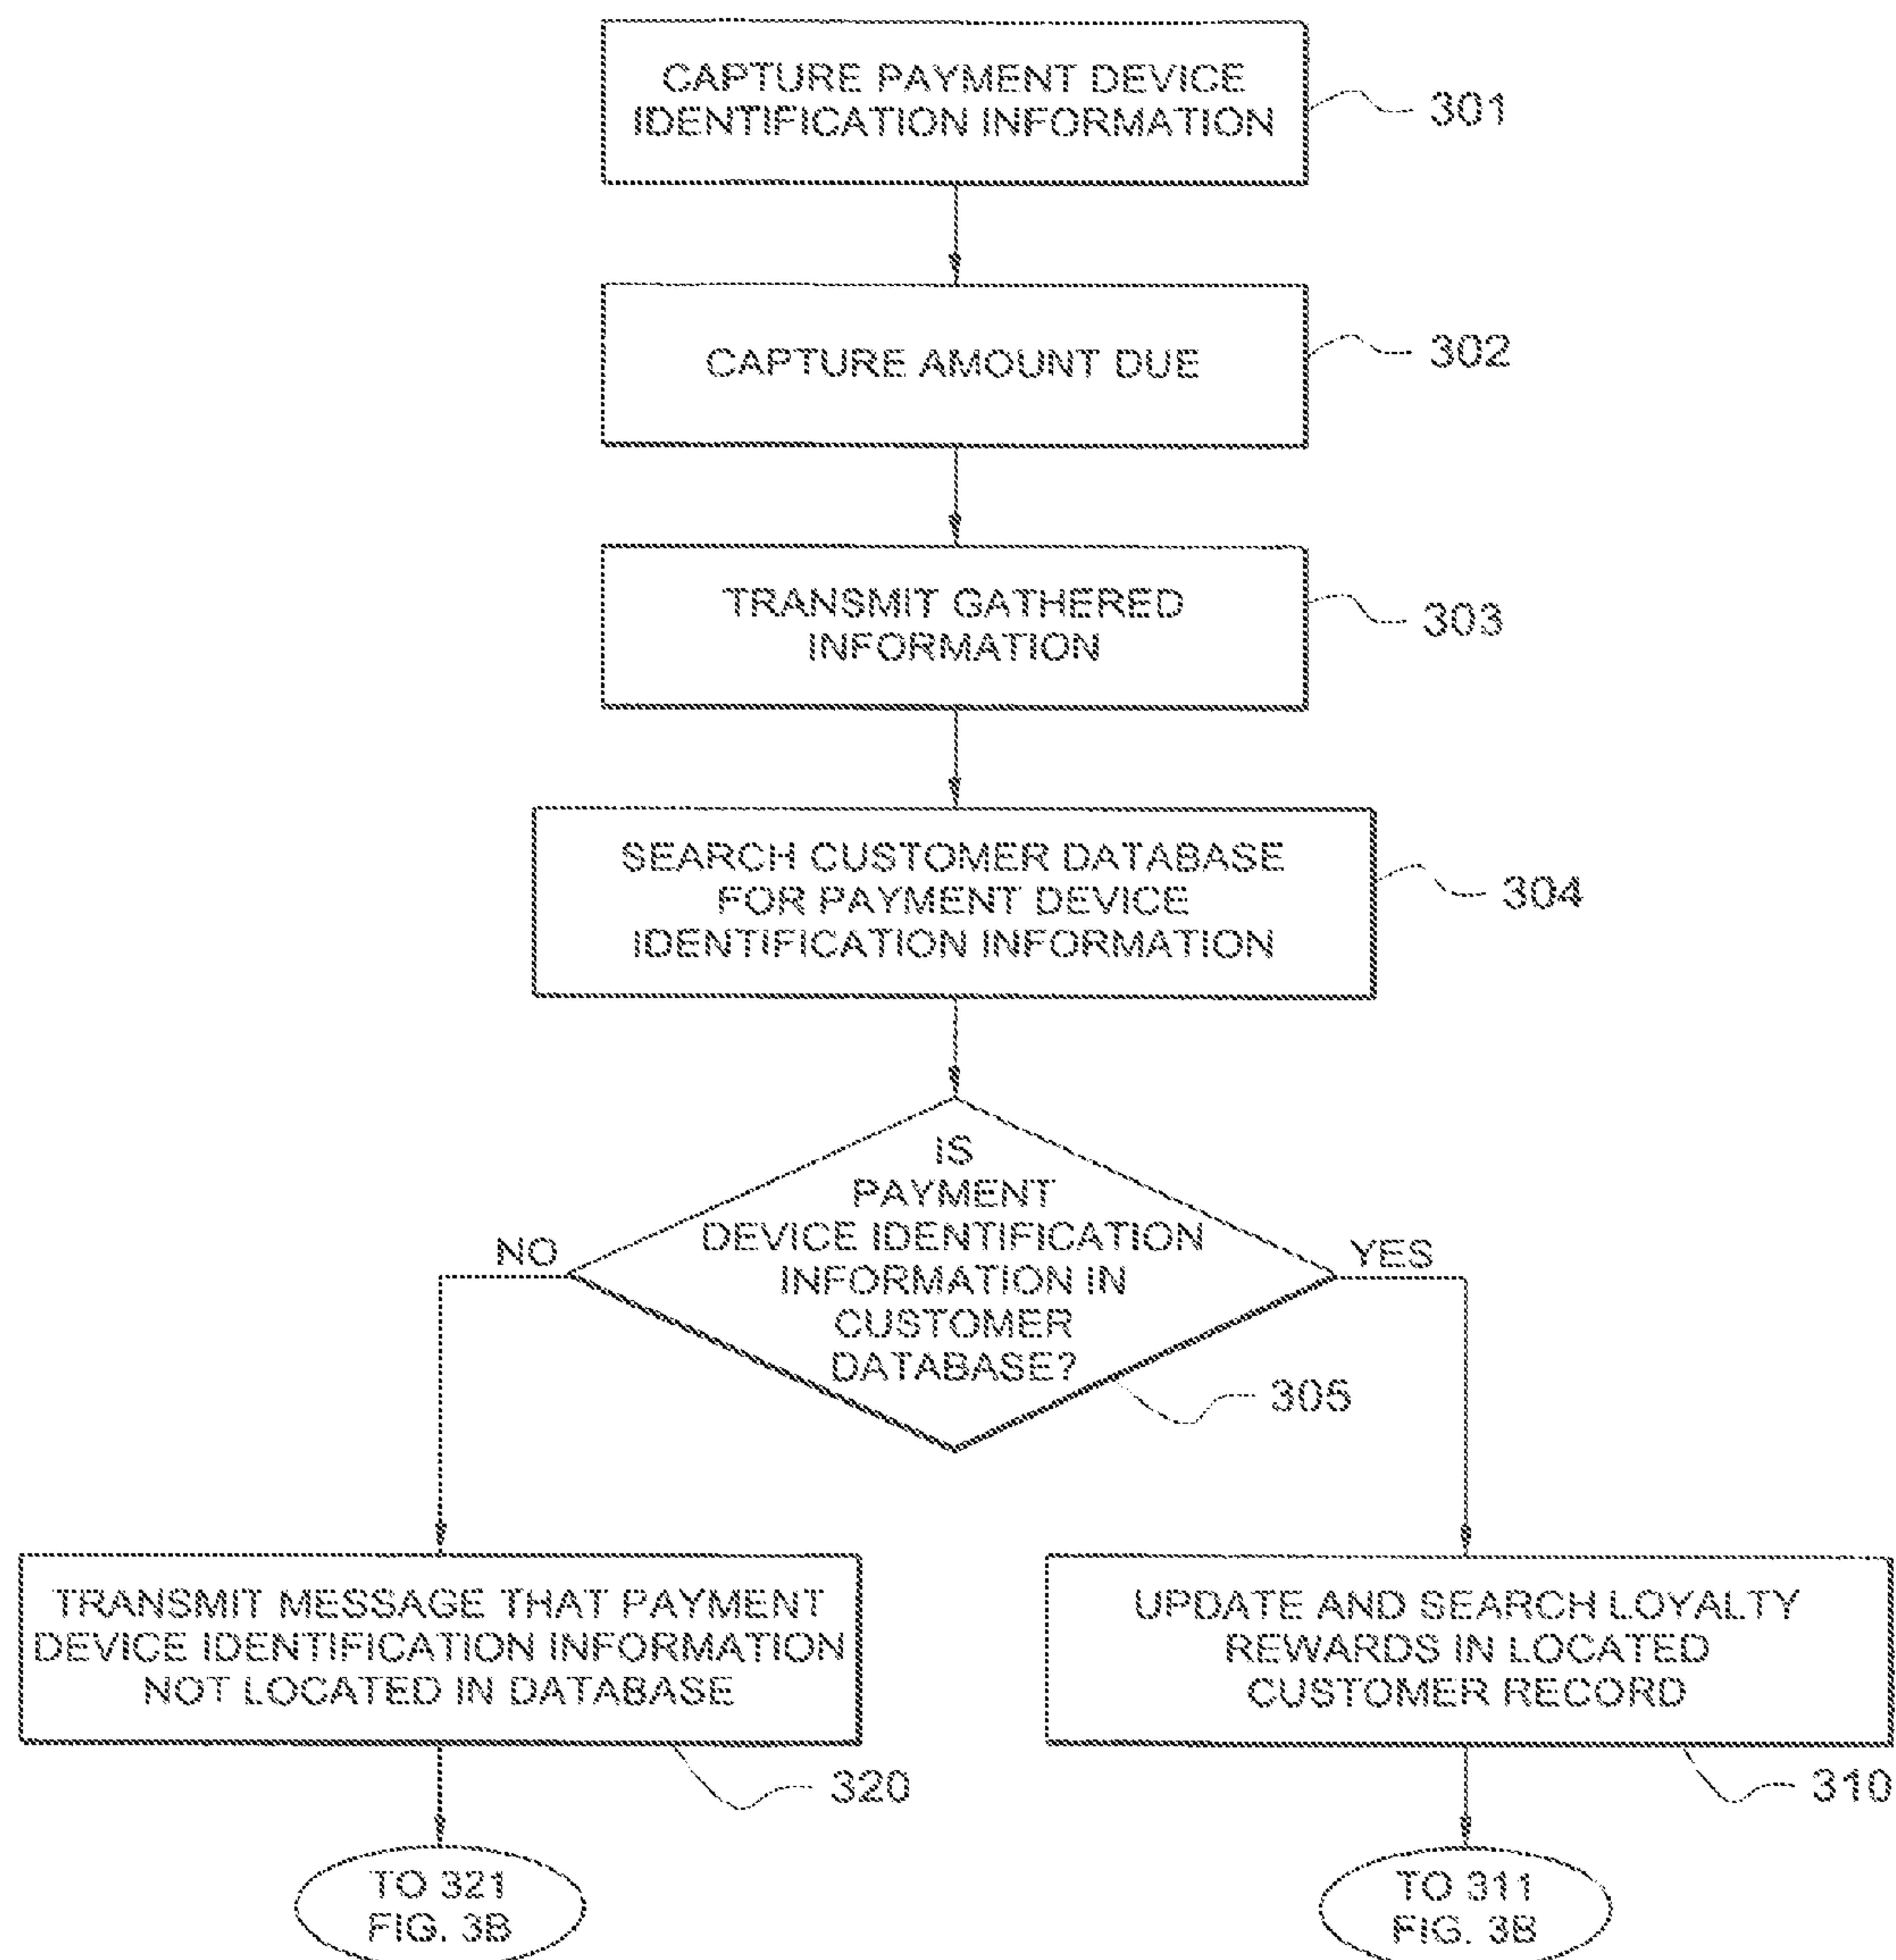 CAPTURE PAYMENT DEVICE
IDENTIFICATION INFORMATION
301
CAPTURE AMOUNT DUE
302
TRANSMIT GATHERED
INFORMATION
303
SEARCH CUSTOMER DATABASE
FOR PAYMENT DEVICE
IDENTIFICATION INFORMATION
304
IS
PAYMENT
DEVICE IDENTIFICATION
INFORMATION IN
CUSTOMER
DATABASE?
305
NO
YES
TRANSMIT MESSAGE THAT PAYMENT
DEVICE IDENTIFICATION INFORMATION
NOT LOCATED IN DATABASE
320
UPDATE AND SEARCH LOYALTY
REWARDS IN LOCATED
CUSTOMER RECORD
310
TO 321
FIG. 3B
TO 311
FIG. 3B